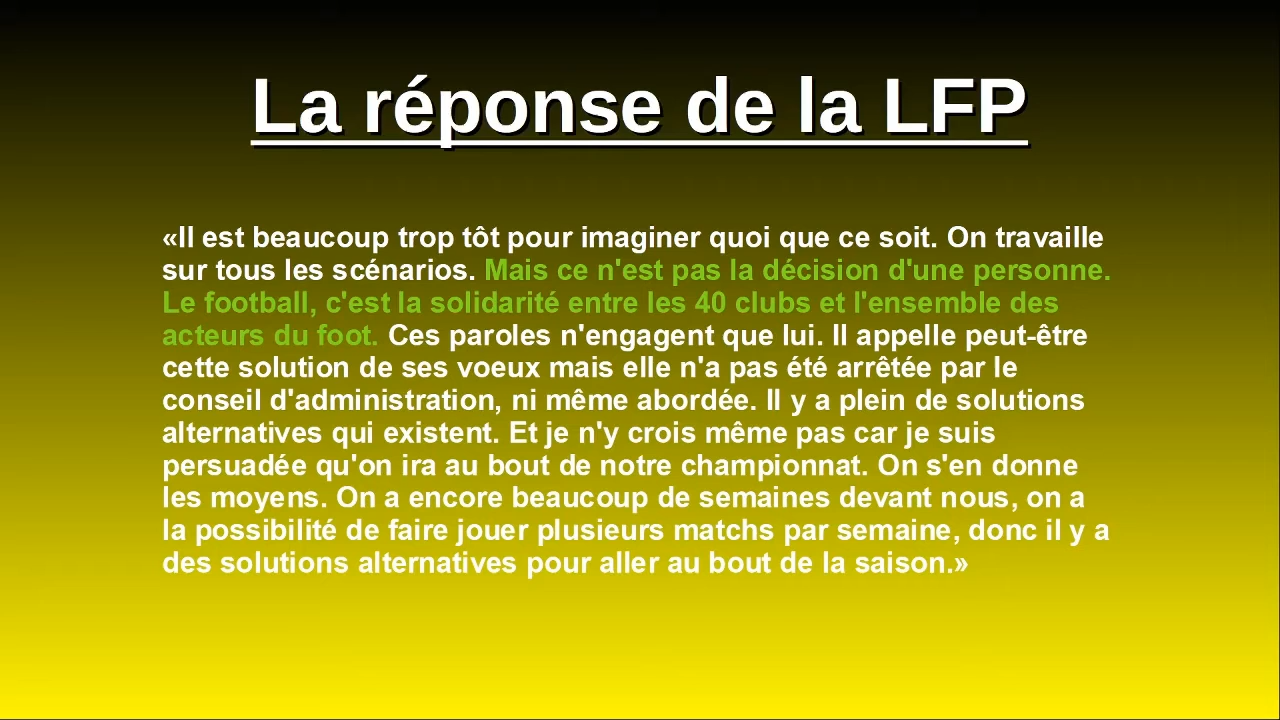 La réponse de la LFP
«Il est beaucoup trop tôt pour imaginer quoi que ce soit. On travaille
sur tous les scénarios. Mais ce n'est pas la décision d'une personne.
Le football, c'est la solidarité entre les 40 clubs et l'ensemble des
acteurs du foot. Ces paroles n'engagent que lui. Il appelle peut-être
cette solution de ses voeux mais elle n'a pas été arrêtée par le
conseil d'administration, ni même abordée. Il y a plein de solutions
alternatives qui existent. Et je n'y crois même pas car je suis
persuadée qu'on ira au bout de notre championnat. On s'en donne
les moyens. On a encore beaucoup de semaines devant nous, on a
la possibilité de faire jouer plusieurs matchs par semaine, donc il y a
des solutions alternatives pour aller au bout de la saison.»